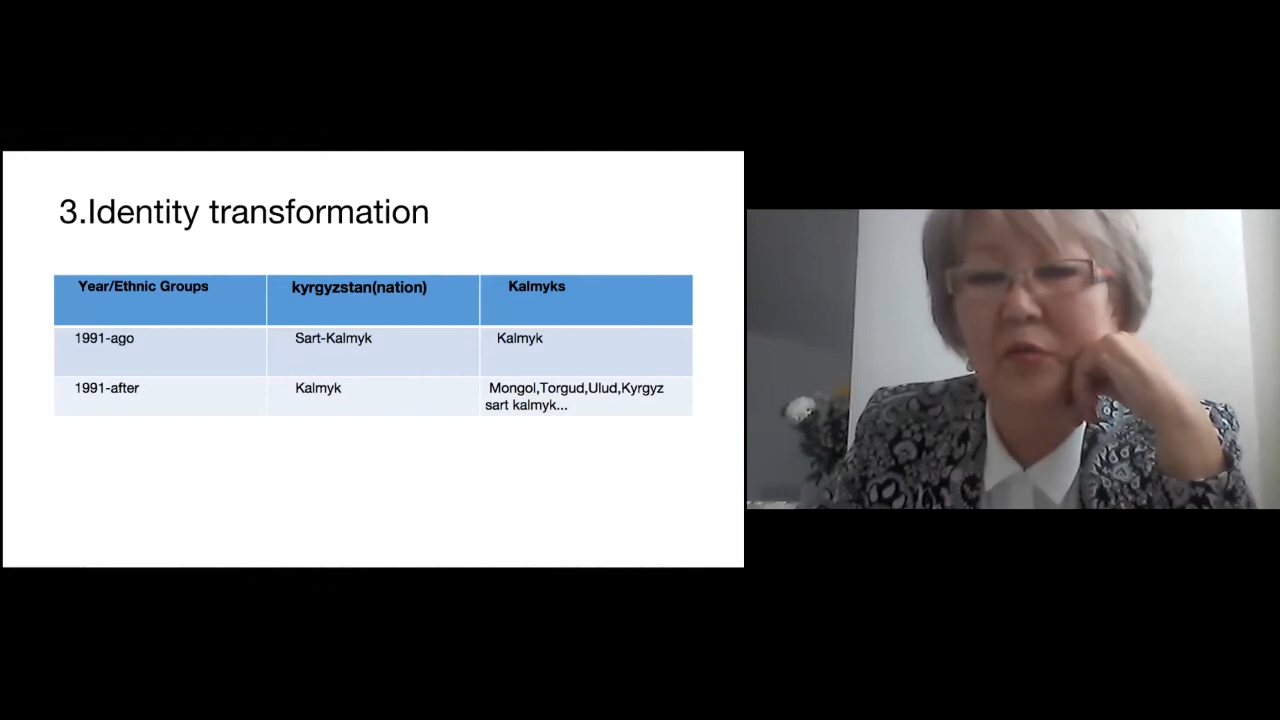 3.Identity transformation
Year/Ethnic Groups kyrgyzstan(nation) Kalmyks
1991-ago Sart-Kalmyk Kalmyk
1991-after Kalmyk Mongol,Torgud,Ulud,Kyrgyz
sart kalmyk...